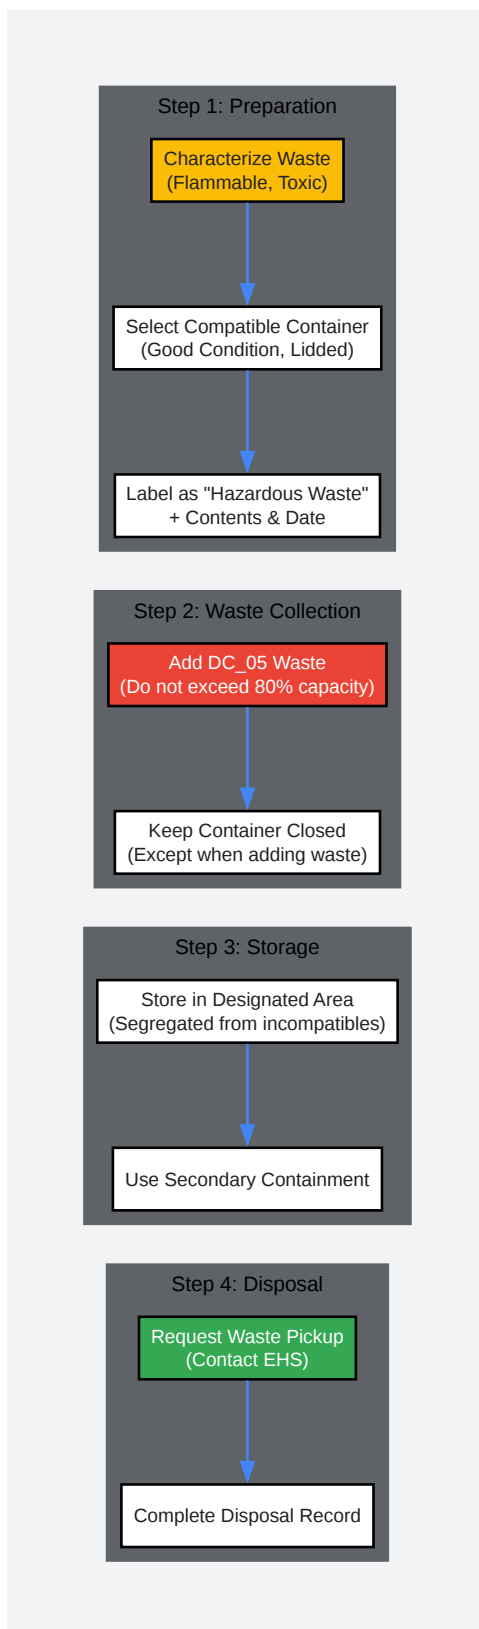 Step 1: Preparation
Characterize Waste
(Flammable, Toxic)
Select Compatible Container
(Good Condition, Lidded)
Label as "Hazardous Waste"
+ Contents & Date
Step 2: Waste Collection
Add DC_05 Waste
(Do not exceed 80% capacity)
Keep Container Closed
(Except when adding waste)
Step 3: Storage
Store in Designated Area
(Segregated from incompatibles)
Use Secondary Containment
Step 4: Disposal
Request Waste Pickup
(Contact EHS)
Complete Disposal Record